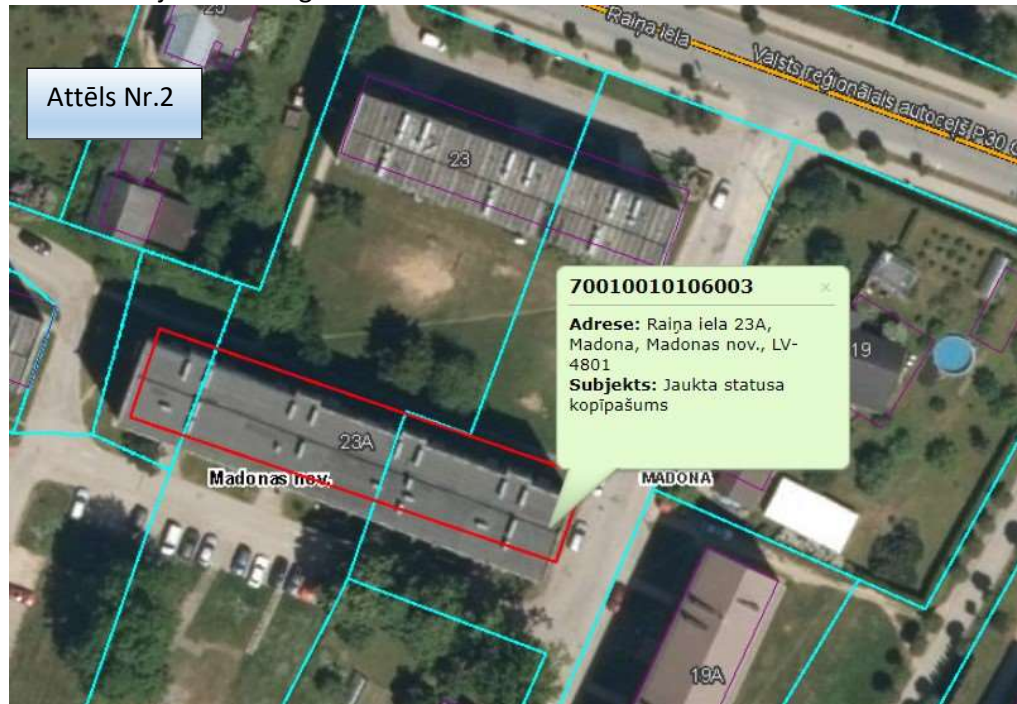 25
Attēls Nr.2
Raiņa iela
Valsts reģionālais autoceļš P30
23
70010010106003
Adrese: Raiņa iela 23A,
Madona, Madonas nov., LV-
4801
Subjekts: Jaukta statusa
kopīpašums
19
23A
Madonas nov.
MADONA
19A